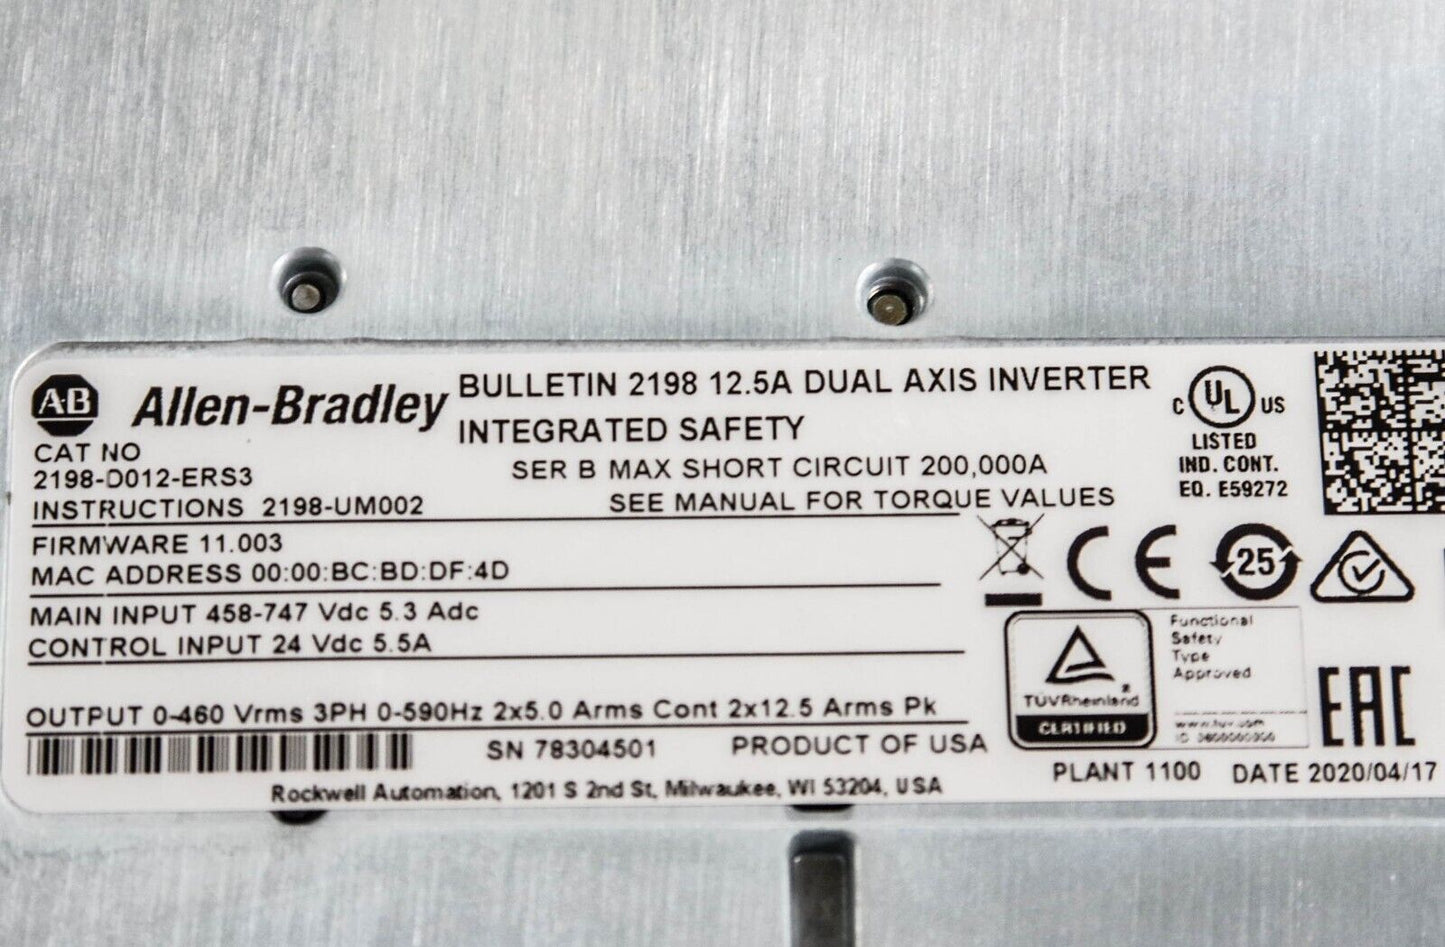 A-B Allen-Bradley
BULLETIN 2198 12.5A DUAL AXIS INVERTER
INTEGRATED SAFETY
CAT NO
2198-D012-ERS3
SER B MAX SHORT CIRCUIT 200,000A
INSTRUCTIONS 2198-UM002
SEE MANUAL FOR TORQUE VALUES
C UL US
LISTED
IND. CONT.
EQ. E59272
FIRMWARE 11.003
MAC ADDRESS 00:00:BC:BD:DF:4D
MAIN INPUT 458-747 Vdc 5.3 Adc
CONTROL INPUT 24 Vdc 5.5A
OUTPUT 0-460 Vrms 3PH 0-590Hz 2x5.0 Arms Cont 2x12.5 Arms Pk
CE
25
TÜVRheinland®
CERTIFIED
Functional
Safety
Type
Approved
www.tuv.com
ID
EAC
SN 78304501
PRODUCT OF USA
PLANT 1100
DATE 2020/04/17
Rockwell Automation, 1201 S 2nd St, Milwaukee, WI 53204, USA